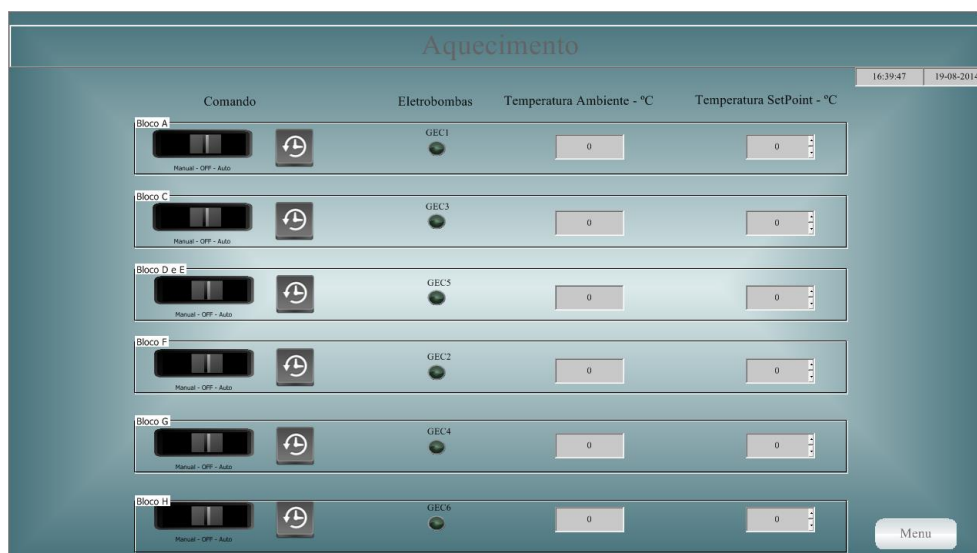 Aquecimento
16:39:47 19-08-2014
Comando Eletrobombas Temperatura Ambiente - ºC Temperatura SetPoint - ºC
Bloco A
GEC1
0 0
Manual - OFF - Auto
Bloco C
GEC3
0 0
Manual - OFF - Auto
Bloco D e E
GEC5
0 0
Manual - OFF - Auto
Bloco F
GEC2
0 0
Manual - OFF - Auto
Bloco G
GEC4
0 0
Manual - OFF - Auto
Bloco H
GEC6
0 0
Manual - OFF - Auto
Menu